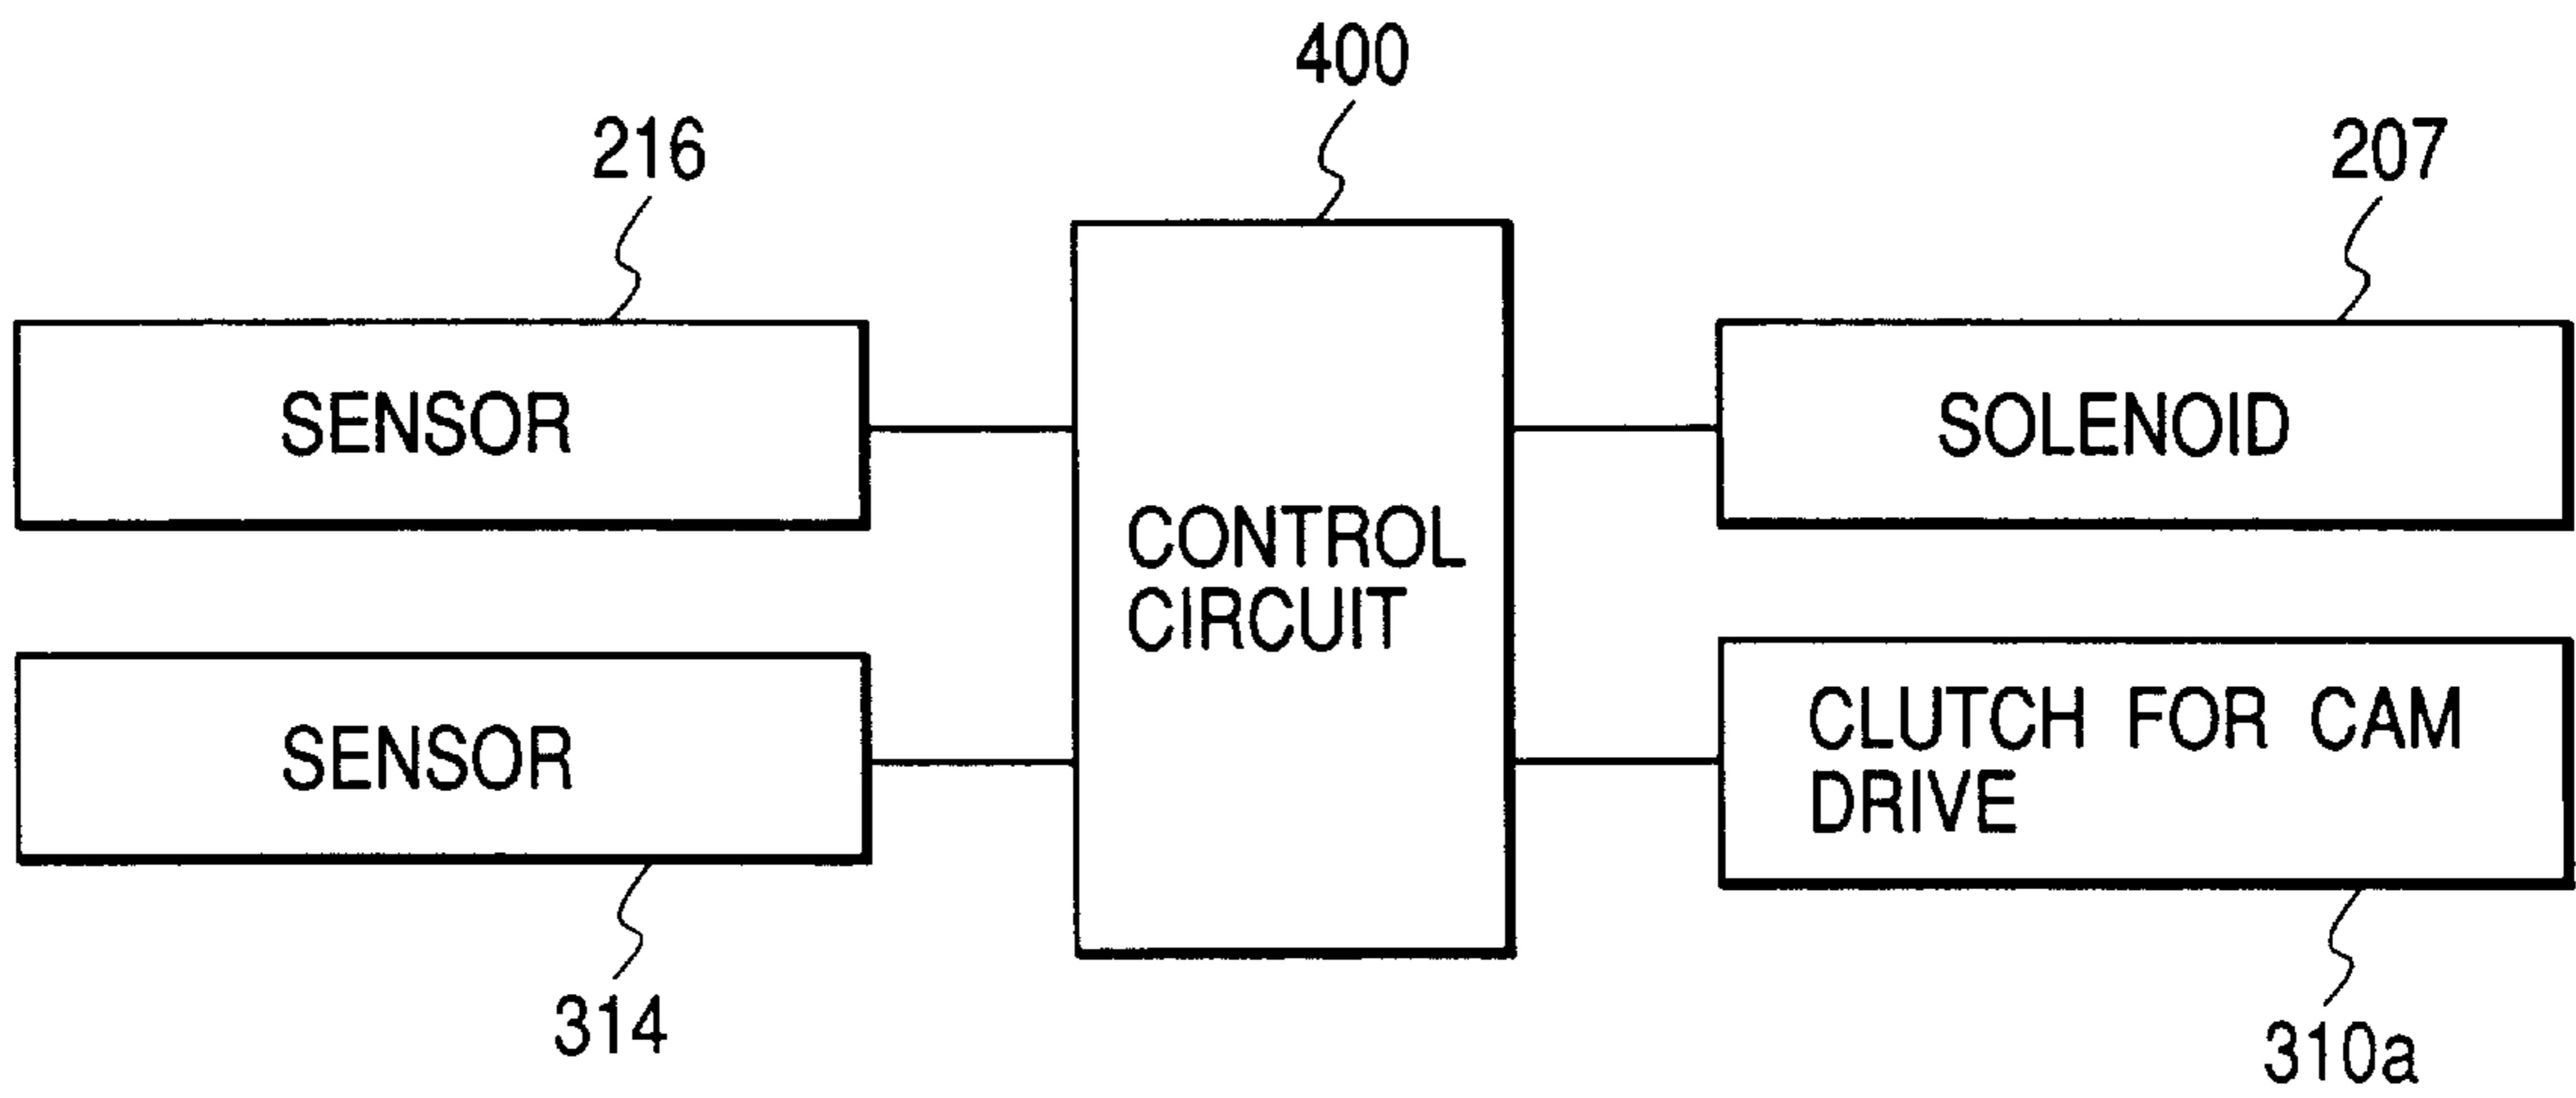 400
216
207
SENSOR
SOLENOID
CONTROL
CIRCUIT
SENSOR
CLUTCH FOR CAM
DRIVE
314
310a